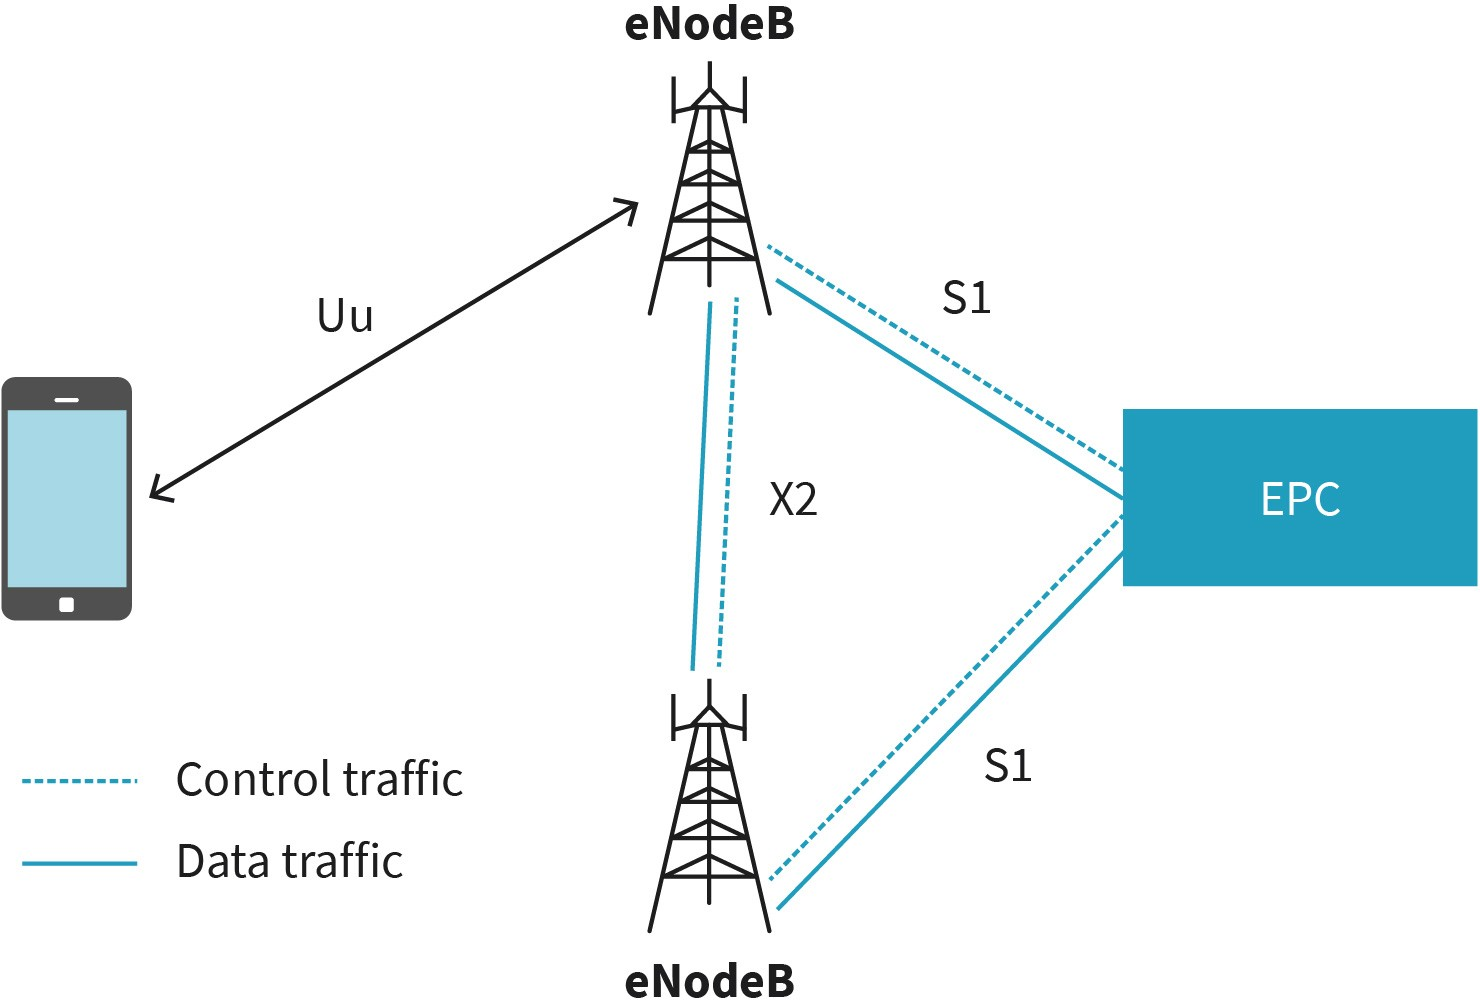 eNodeB
S1
Uu
X2
EPC
S1
Control traffic
Data traffic
eNodeB